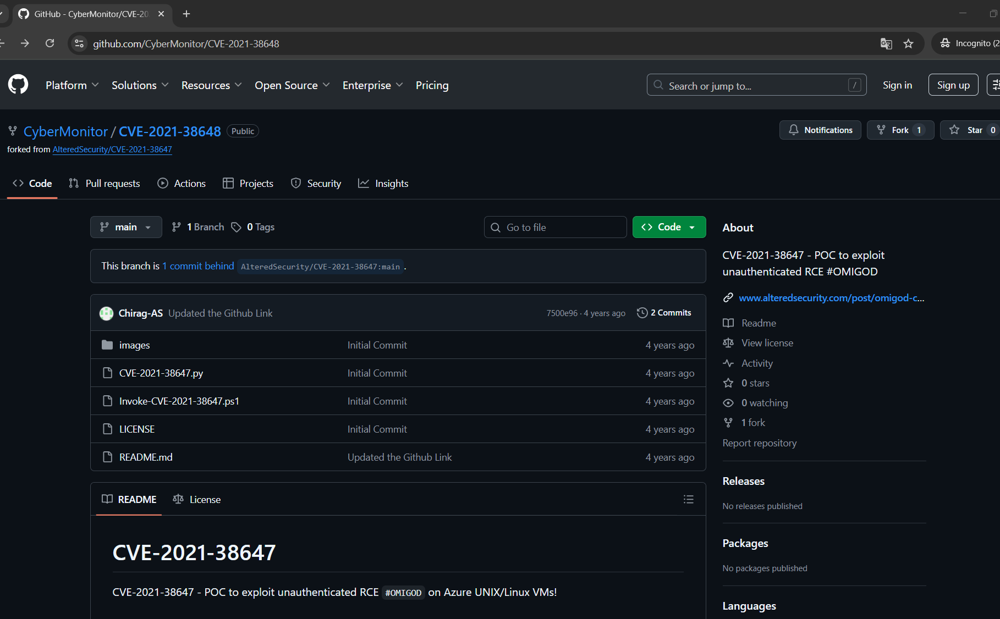 GitHub - CyberMonitor/CVE-20
github.com/CyberMonitor/CVE-2021-38648
Incognito (2
Platform Solutions Resources Open Source Enterprise Pricing
Search or jump to... /
Sign in
Sign up
CyberMonitor / CVE-2021-38648 Public
Notifications
Fork 1
Star 0
forked from AlteredSecurity/CVE-2021-38647
Code Pull requests Actions Projects Security Insights
main 1 Branch 0 Tags
Go to file
Code
This branch is 1 commit behind AlteredSecurity/CVE-2021-38647:main .
Chirag-AS Updated the Github Link 7500e96 · 4 years ago 2 Commits
images Initial Commit 4 years ago
CVE-2021-38647.py Initial Commit 4 years ago
Invoke-CVE-2021-38647.ps1 Initial Commit 4 years ago
LICENSE Initial Commit 4 years ago
README.md Updated the Github Link 4 years ago
README License
CVE-2021-38647
CVE-2021-38647 - POC to exploit unauthenticated RCE #OMIGOD on Azure UNIX/Linux VMs!
About
CVE-2021-38647 - POC to exploit
unauthenticated RCE #OMIGOD
www.alteredsecurity.com/post/omigod-c...
Readme
View license
Activity
0 stars
0 watching
1 fork
Report repository
Releases
No releases published
Packages
No packages published
Languages